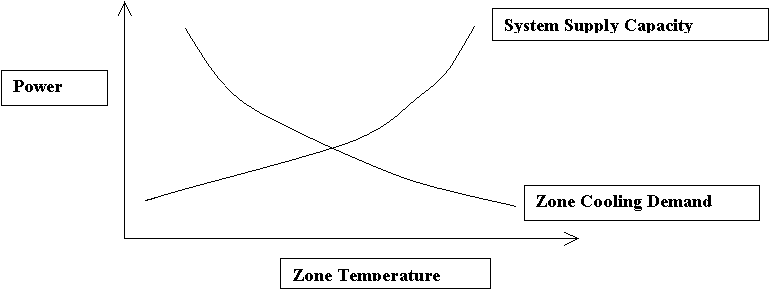 System Supply Capacity
Power
Zone Cooling Demand
Zone Temperature